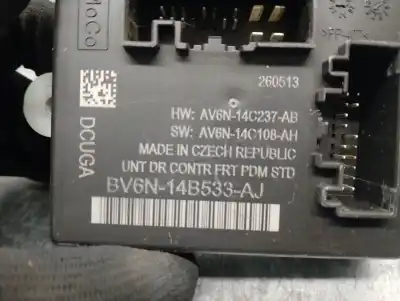 FoMoCo
260513
HW: AV6N-14C237-AB
SW: AV6N-14C108-AH
MADE IN CZECH REPUBLIC
UNT DR CONTR FRT PDM STD
BV6N-14B533-AJ
DCUGA